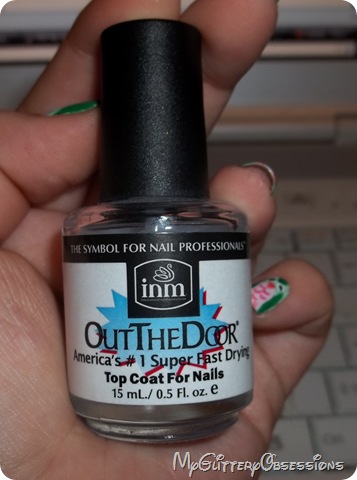 THE SYMBOL FOR NAIL PROFESSIONALS
inm
OUTTHEDOOR®
America's #1 Super Fast Drying
Top Coat For Nails
15 mL./ 0.5 Fl. oz. e
MyGlitteryObsessions